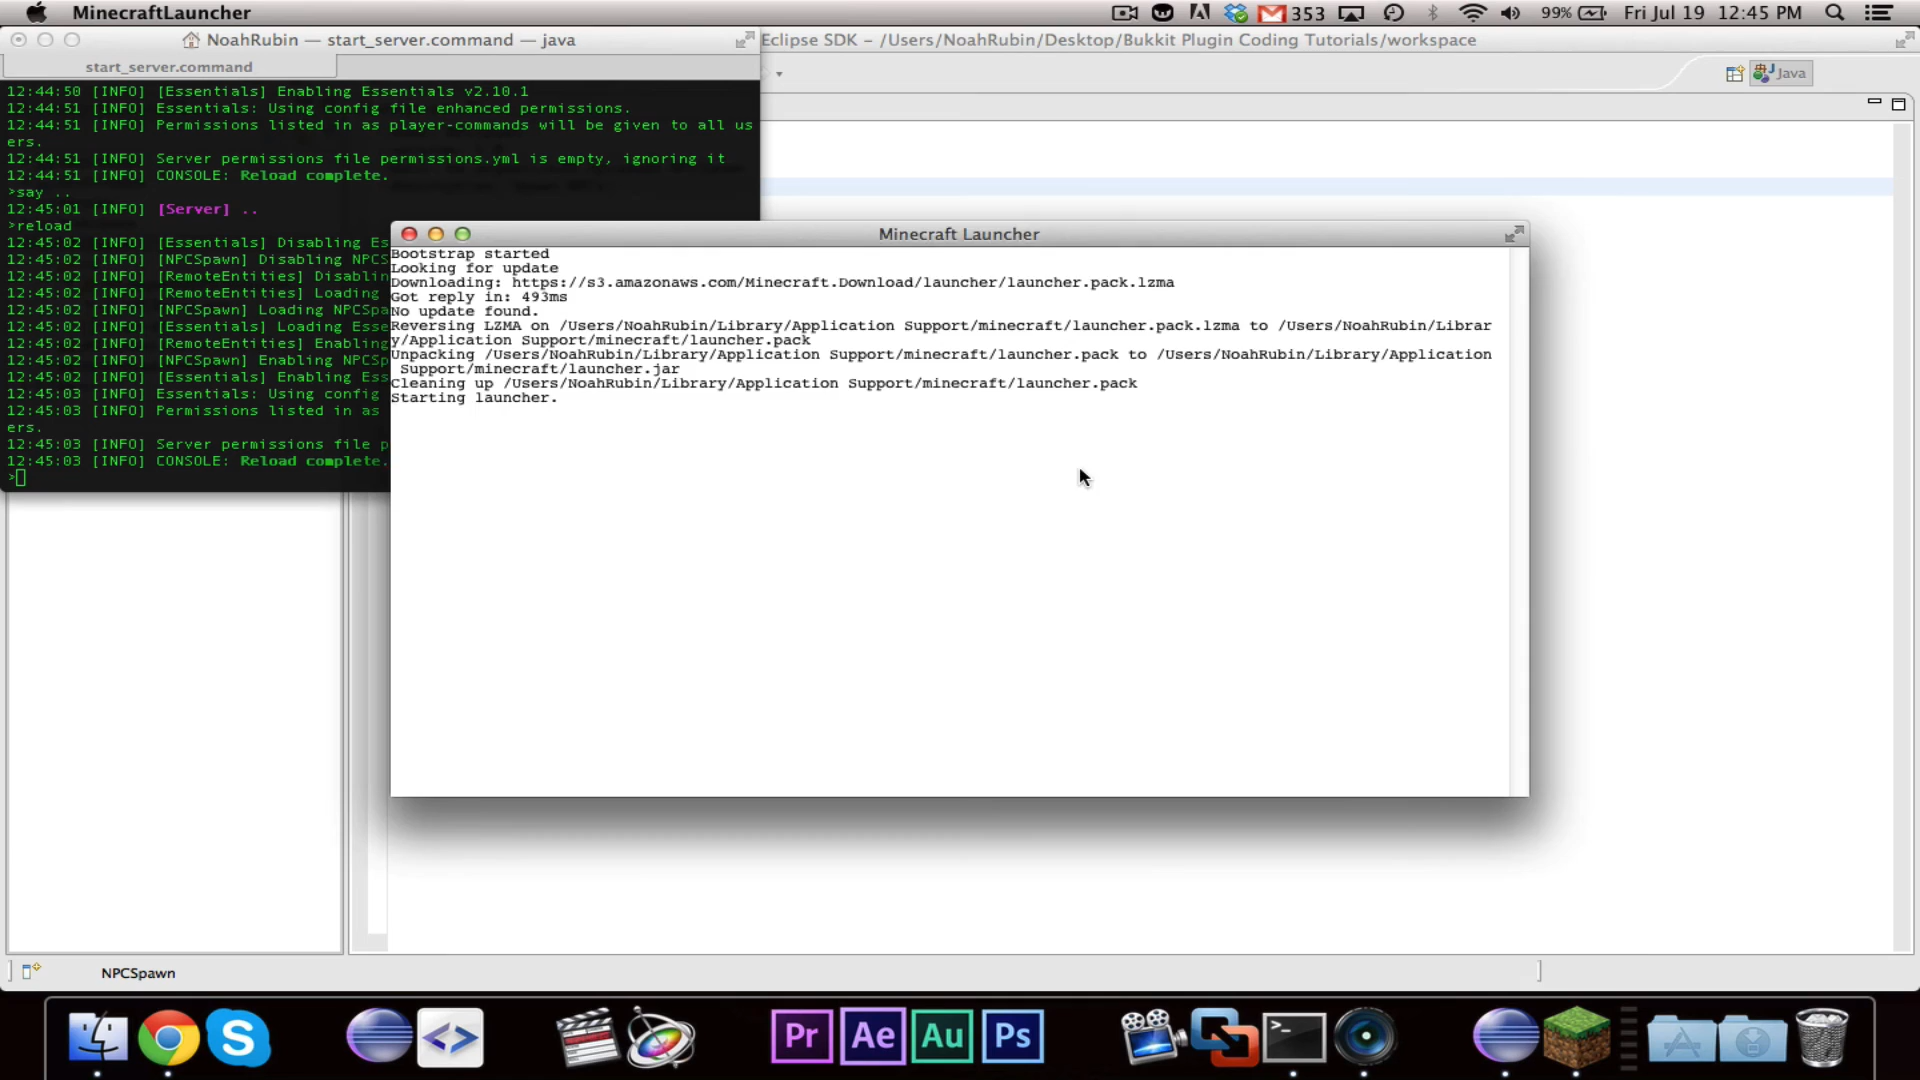 MinecraftLauncher
353
99%
Fri Jul 19 12:45 PM
NoahRubin — start_server.command — java
Eclipse SDK – /Users/NoahRubin/Desktop/Bukkit Plugin Coding Tutorials/workspace
start_server.command
Java
12:44:50 [INFO] [Essentials] Enabling Essentials v2.10.1
12:44:51 [INFO] Essentials: Using config file enhanced permissions.
12:44:51 [INFO] Permissions listed in as player-commands will be given to all us
ers.
12:44:51 [INFO] Server permissions file permissions.yml is empty, ignoring it
12:44:51 [INFO] CONSOLE: Reload complete.
>say ..
12:45:01 [INFO] [Server] ..
>reload
12:45:02 [INFO] [Essentials] Disabling Es
12:45:02 [INFO] [NPCSpawn] Disabling NPCS
12:45:02 [INFO] [RemoteEntities] Disablin
12:45:02 [INFO] [RemoteEntities] Loading
12:45:02 [INFO] [NPCSpawn] Loading NPCSpa
12:45:02 [INFO] [Essentials] Loading Esse
12:45:02 [INFO] [RemoteEntities] Enabling
12:45:02 [INFO] [NPCSpawn] Enabling NPCSp
12:45:02 [INFO] [Essentials] Enabling Ess
12:45:03 [INFO] Essentials: Using config
12:45:03 [INFO] Permissions listed in as
ers.
12:45:03 [INFO] Server permissions file p
12:45:03 [INFO] CONSOLE: Reload complete.
>
Minecraft Launcher
Bootstrap started
Looking for update
Downloading: https://s3.amazonaws.com/Minecraft.Download/launcher/launcher.pack.lzma
Got reply in: 493ms
No update found.
Reversing LZMA on /Users/NoahRubin/Library/Application Support/minecraft/launcher.pack.lzma to /Users/NoahRubin/Librar
y/Application Support/minecraft/launcher.pack
Unpacking /Users/NoahRubin/Library/Application Support/minecraft/launcher.pack to /Users/NoahRubin/Library/Application
Support/minecraft/launcher.jar
Cleaning up /Users/NoahRubin/Library/Application Support/minecraft/launcher.pack
Starting launcher.
NPCSpawn
Pr
Ae
Au
Ps